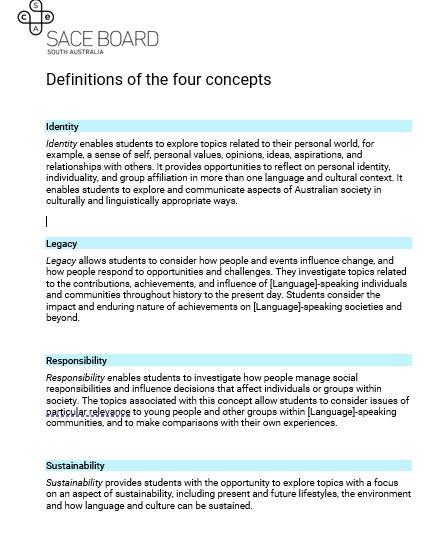 S
C e
A
SACE BOARD
SOUTH AUSTRALIA
Definitions of the four concepts
Identity
Identity enables students to explore topics related to their personal world, for
example, a sense of self, personal values, opinions, ideas, aspirations, and
relationships with others. It provides opportunities to reflect on personal identity,
individuality, and group affiliation in more than one language and cultural context. It
enables students to explore and communicate aspects of Australian society in
culturally and linguistically appropriate ways.
Legacy
Legacy allows students to consider how people and events influence change, and
how people respond to opportunities and challenges. They investigate topics related
to the contributions, achievements, and influence of [Language]-speaking individuals
and communities throughout history to the present day. Students consider the
impact and enduring nature of achievements on [Language]-speaking societies and
beyond.
Responsibility
Responsibility enables students to investigate how people manage social
responsibilities and influence decisions that affect individuals or groups within
society. The topics associated with this concept allow students to consider issues of
particular relevance to young people and other groups within [Language]-speaking
communities, and to make comparisons with their own experiences.
Sustainability
Sustainability provides students with the opportunity to explore topics with a focus
on an aspect of sustainability, including present and future lifestyles, the environment
and how language and culture can be sustained.